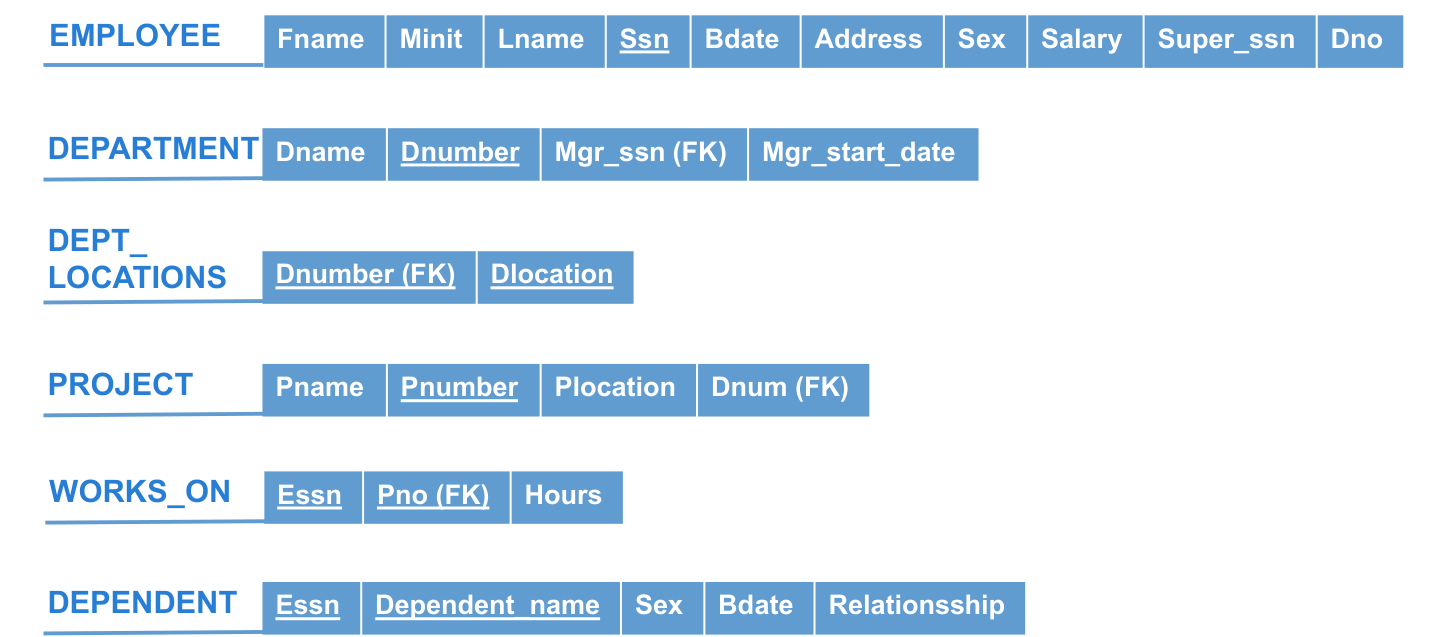 EMPLOYEE Fname Minit Lname Ssn Bdate Address Sex Salary Super_ssn Dno
DEPARTMENT Dname Dnumber Mgr_ssn (FK) Mgr_start_date
DEPT_
LOCATIONS Dnumber (FK) Dlocation
PROJECT Pname Pnumber Plocation Dnum (FK)
WORKS_ON Essn Pno (FK) Hours
DEPENDENT Essn Dependent_name Sex Bdate Relationsship